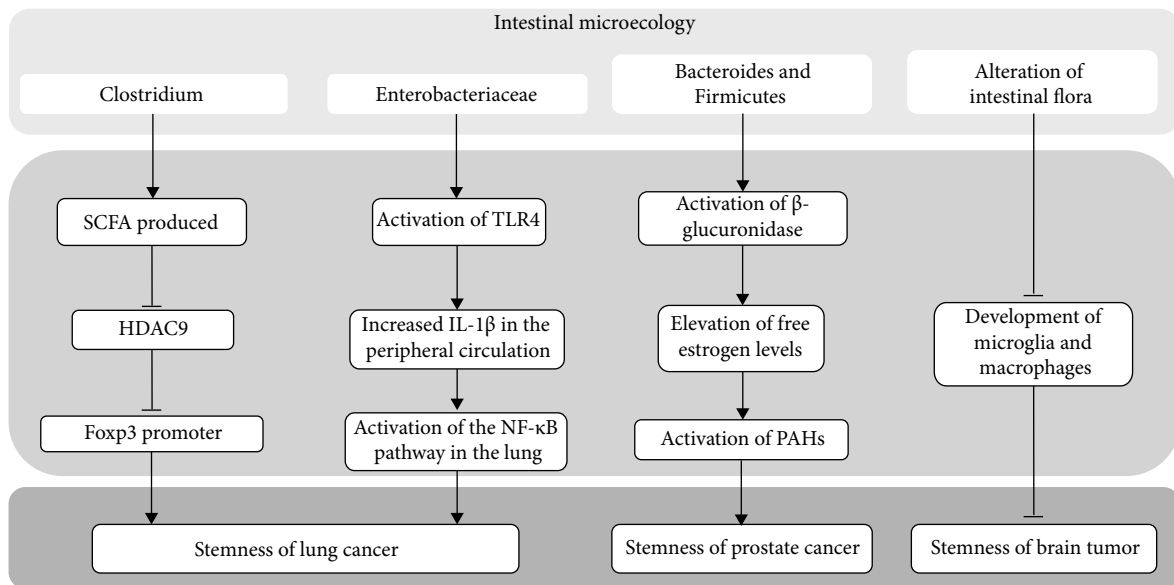 Intestinal microecology
Clostridium
Enterobacteriaceae
Bacteroides and
Firmicutes
Alteration of
intestinal flora
SCFA produced
Activation of TLR4
Activation of β-
glucuronidase
HDAC9
Increased IL-1β in the
peripheral circulation
Elevation of free
estrogen levels
Development of
microglia and
macrophages
Foxp3 promoter
Activation of the NF-κB
pathway in the lung
Activation of PAHs
Stemness of lung cancer
Stemness of prostate cancer
Stemness of brain tumor